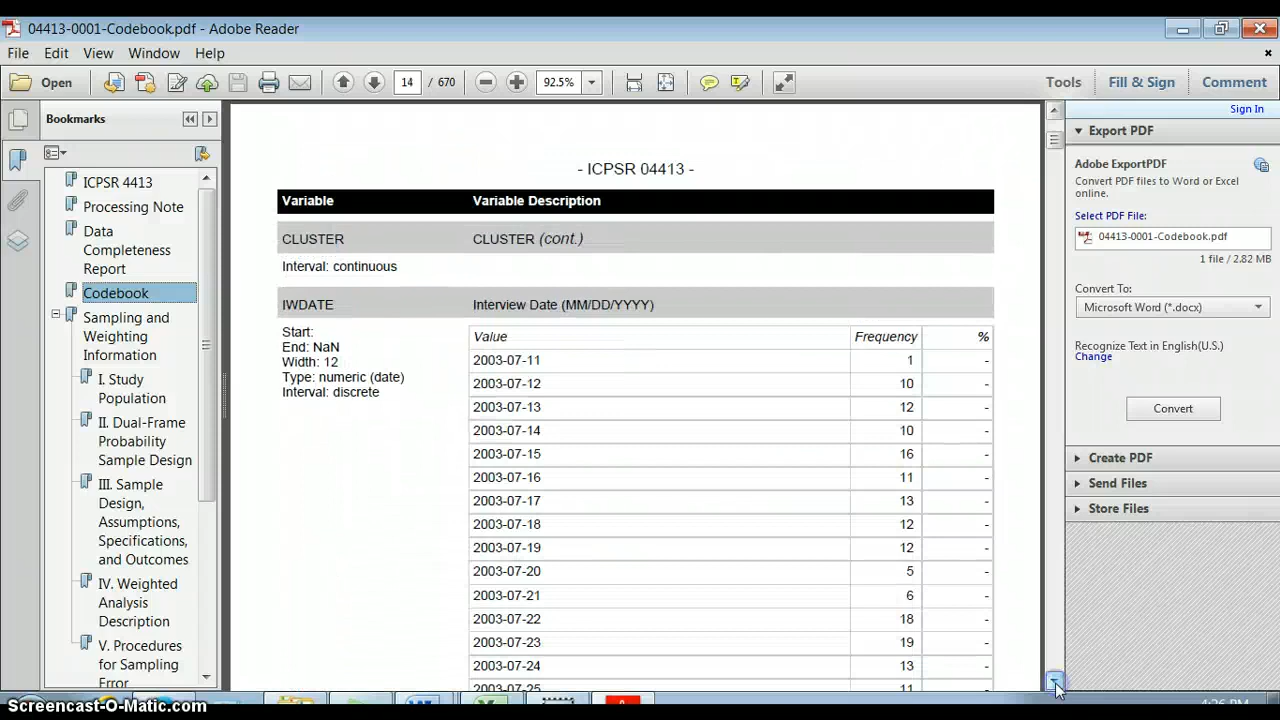 04413-0001-Codebook.pdf - Adobe Reader
File Edit View Window Help
Open 14 / 670 92.5% Tools Fill & Sign Comment
Bookmarks
ICPSR 4413
Processing Note
Data
Completeness
Report
Codebook
Sampling and
Weighting
Information
I. Study
Population
II. Dual-Frame
Probability
Sample Design
III. Sample
Design,
Assumptions,
Specifications,
and Outcomes
IV. Weighted
Analysis
Description
V. Procedures
for Sampling
Error
- ICPSR 04413 -
Variable Variable Description
CLUSTER CLUSTER (cont.)
Interval: continuous
IWDATE Interview Date (MM/DD/YYYY)
Start:
End: NaN
Width: 12
Type: numeric (date)
Interval: discrete
Value Frequency %
2003-07-11 1 -
2003-07-12 10 -
2003-07-13 12 -
2003-07-14 10 -
2003-07-15 16 -
2003-07-16 11 -
2003-07-17 13 -
2003-07-18 12 -
2003-07-19 12 -
2003-07-20 5 -
2003-07-21 6 -
2003-07-22 18 -
2003-07-23 19 -
2003-07-24 13 -
2003-07-25 11 -
Sign In
Export PDF
Adobe ExportPDF
Convert PDF files to Word or Excel
online.
Select PDF File:
04413-0001-Codebook.pdf
1 file / 2.82 MB
Convert To:
Microsoft Word (*.docx)
Recognize Text in English(U.S.)
Change
Convert
Create PDF
Send Files
Store Files
4:26 PM
Screencast-O-Matic.com